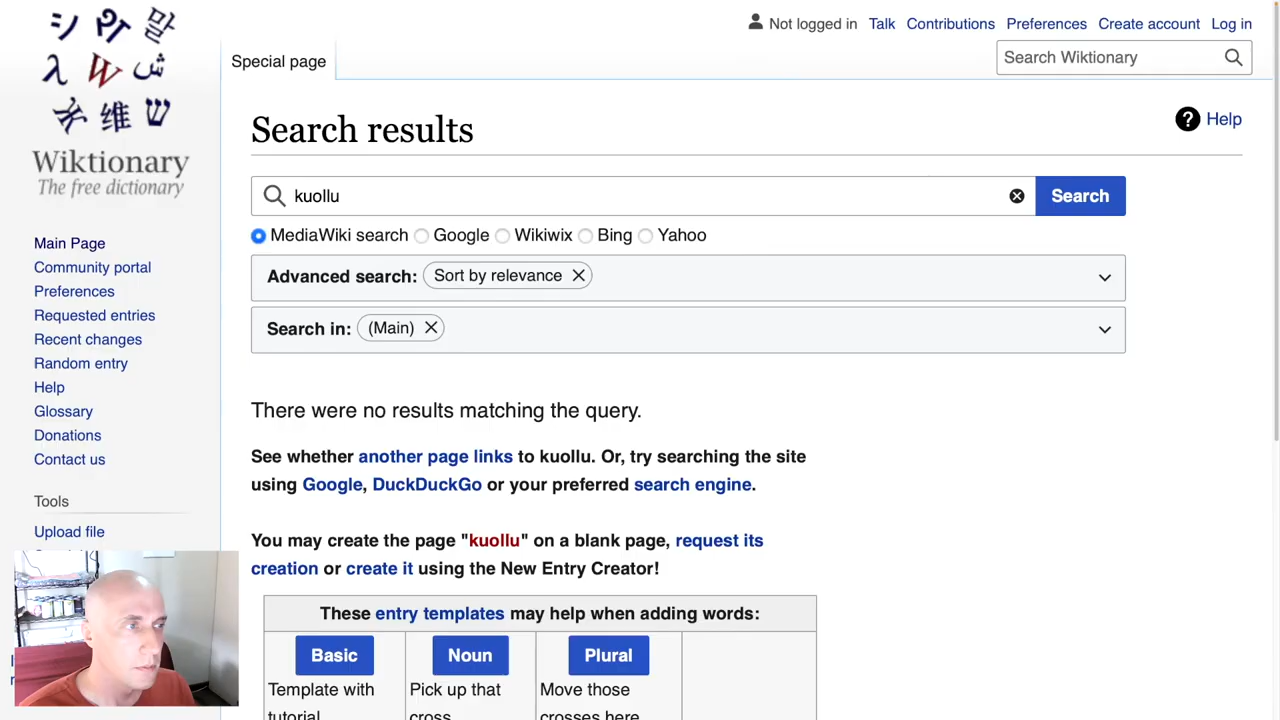 Not logged in Talk Contributions Preferences Create account Log in
Special page
Search Wiktionary
Wiktionary
The free dictionary
Main Page
Community portal
Preferences
Requested entries
Recent changes
Random entry
Help
Glossary
Donations
Contact us
Tools
Upload file
Search results
Help
kuollu
Search
MediaWiki search Google Wikiwix Bing Yahoo
Advanced search: Sort by relevance
Search in: (Main)
There were no results matching the query.
See whether another page links to kuollu. Or, try searching the site
using Google, DuckDuckGo or your preferred search engine.
You may create the page "kuollu" on a blank page, request its
creation or create it using the New Entry Creator!
These entry templates may help when adding words:
Basic Noun Plural
Template with Pick up that Move those
tutorial cross crosses here